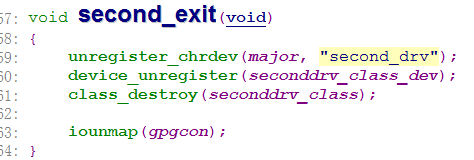 57: void second_exit(void)
58: {
59: unregister_chrdev(major, "second_drv");
60: device_unregister(seconddrv_class_dev);
61: class_destroy(seconddrv_class);
62:
63: iounmap(gpgcon);
64: }